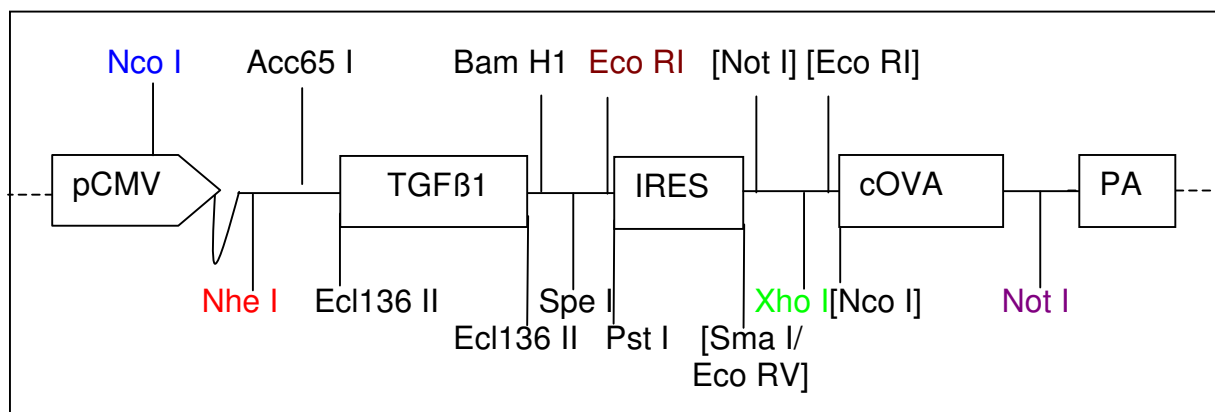 Nco I Acc65 I Bam H1 Eco RI [Not I] [Eco RI]
pCMV TGFß1 IRES cOVA PA
Nhe I Ecl136 II Spe I Xho I [Nco I] Not I
Ecl136 II Pst I [Sma I/
Eco RV]